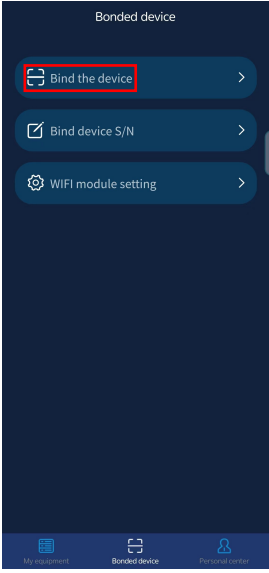 Bonded device
Bind the device
Bind device S/N
WIFI module setting
My equipment
Bonded device
Personal center